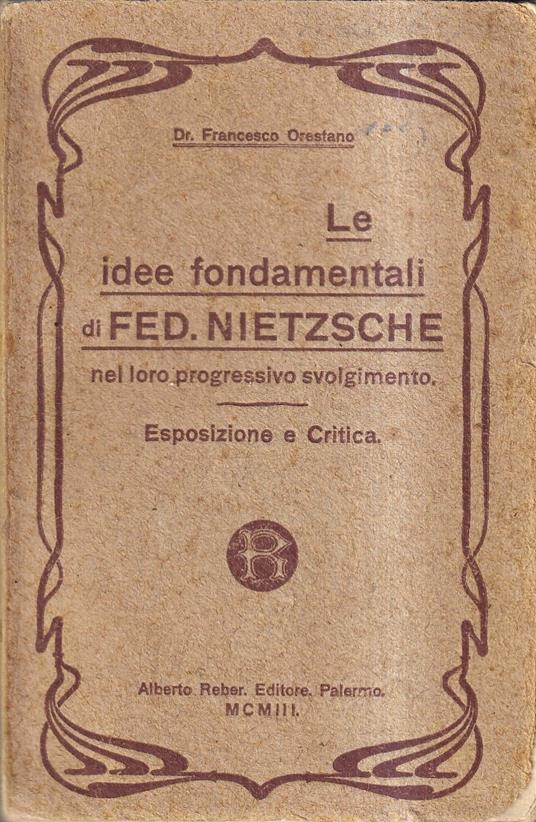 Dr. Francesco Orestano
Le
idee fondamentali
di FED. NIETZSCHE
nel loro progressivo svolgimento.
Esposizione e Critica.
R
Alberto Reber. Editore. Palermo.
MCMIII.